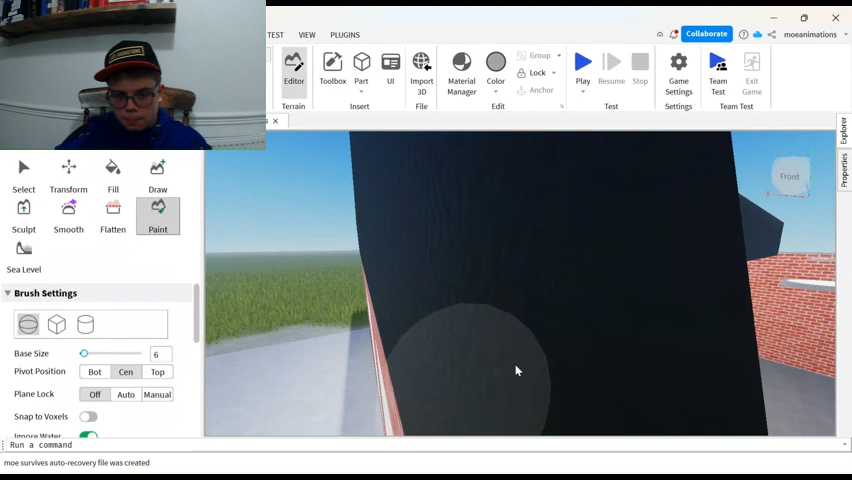 TEST VIEW PLUGINS
Collaborate moeanimations
Editor Toolbox Part UI Import 3D Material Manager Color Group Lock Anchor Play Resume Stop Game Settings Team Test Exit Game
Terrain Insert File Edit Test Settings Team Test
Explorer
Properties
Front
Select Transform Fill Draw
Sculpt Smooth Flatten Paint
Sea Level
Brush Settings
Base Size 6
Pivot Position Bot Cen Top
Plane Lock Off Auto Manual
Snap to Voxels
Ignore Water
Run a command
moe survives auto-recovery file was created